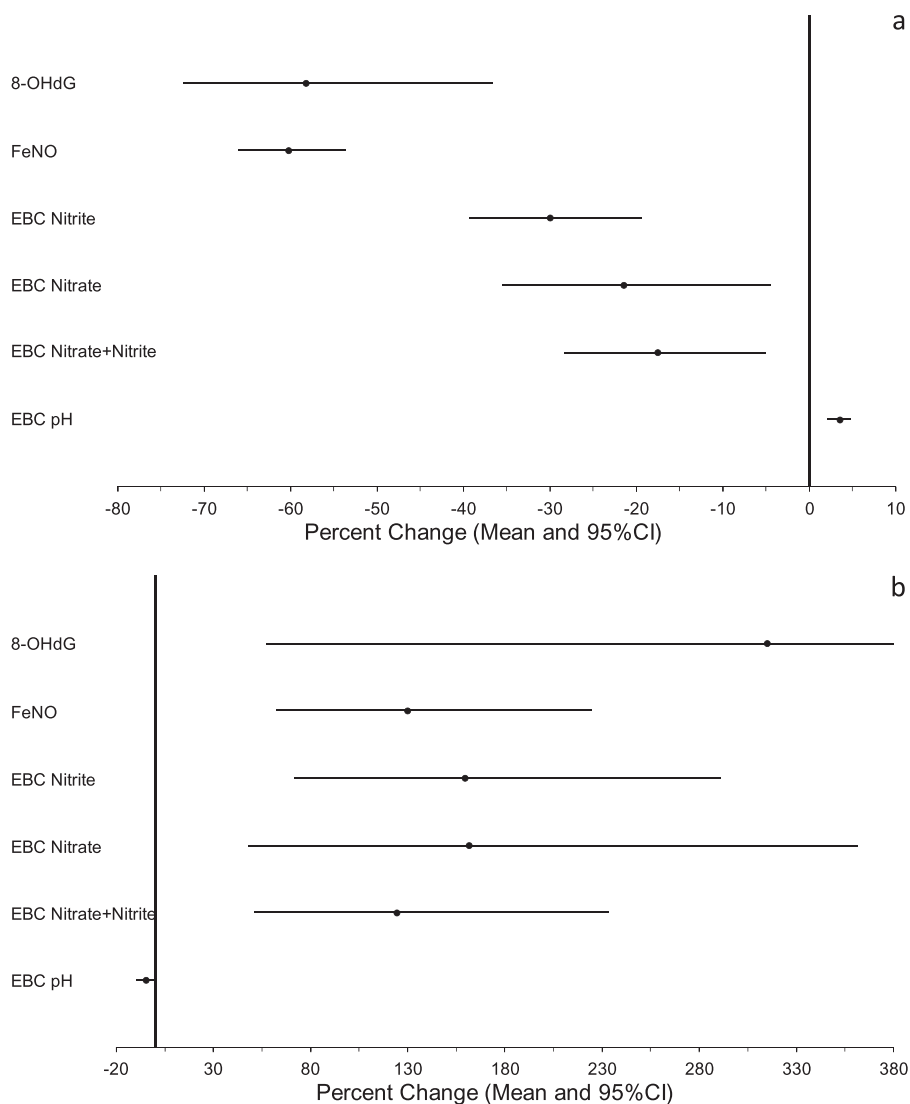 a
8-OHdG
FeNO
EBC Nitrite
EBC Nitrate
EBC Nitrate+Nitrite
EBC pH
-80 -70 -60 -50 -40 -30 -20 -10 0 10
Percent Change (Mean and 95%CI)
b
8-OHdG
FeNO
EBC Nitrite
EBC Nitrate
EBC Nitrate+Nitrite
EBC pH
-20 30 80 130 180 230 280 330 380
Percent Change (Mean and 95%CI)